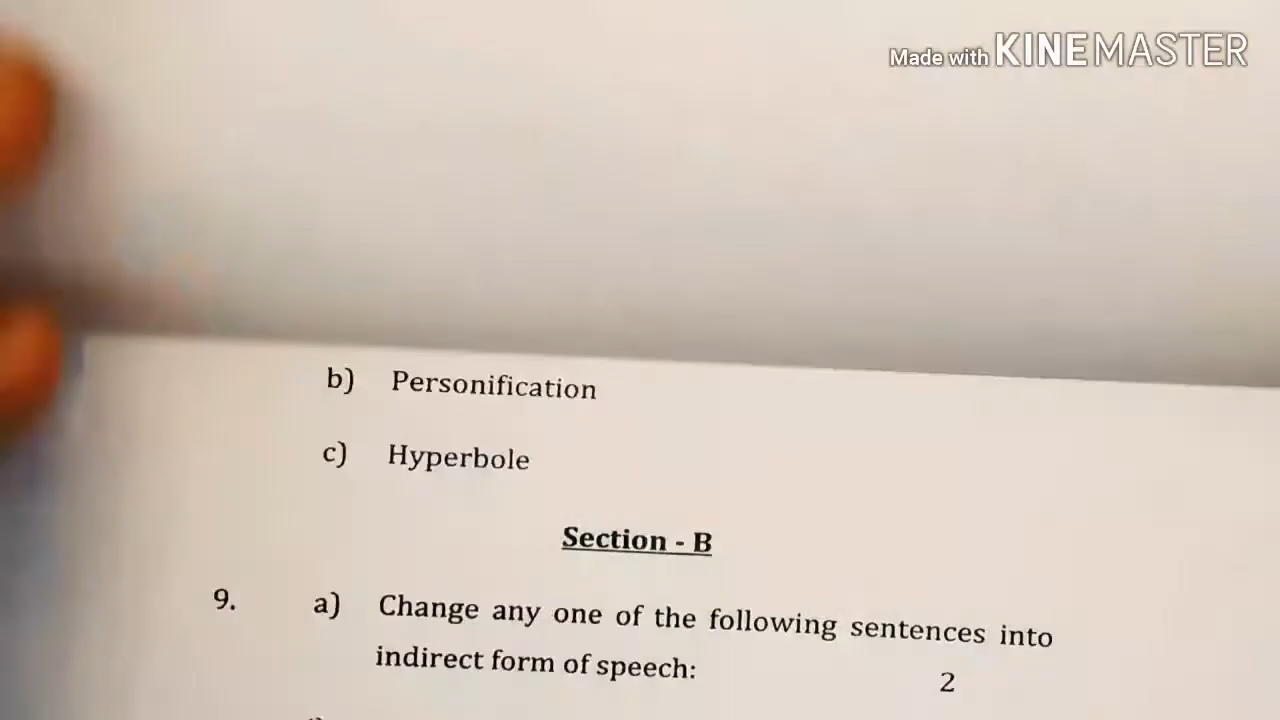 Made with KINEMASTER
b) Personification
c) Hyperbole
Section - B
9. a) Change any one of the following sentences into
indirect form of speech: 2